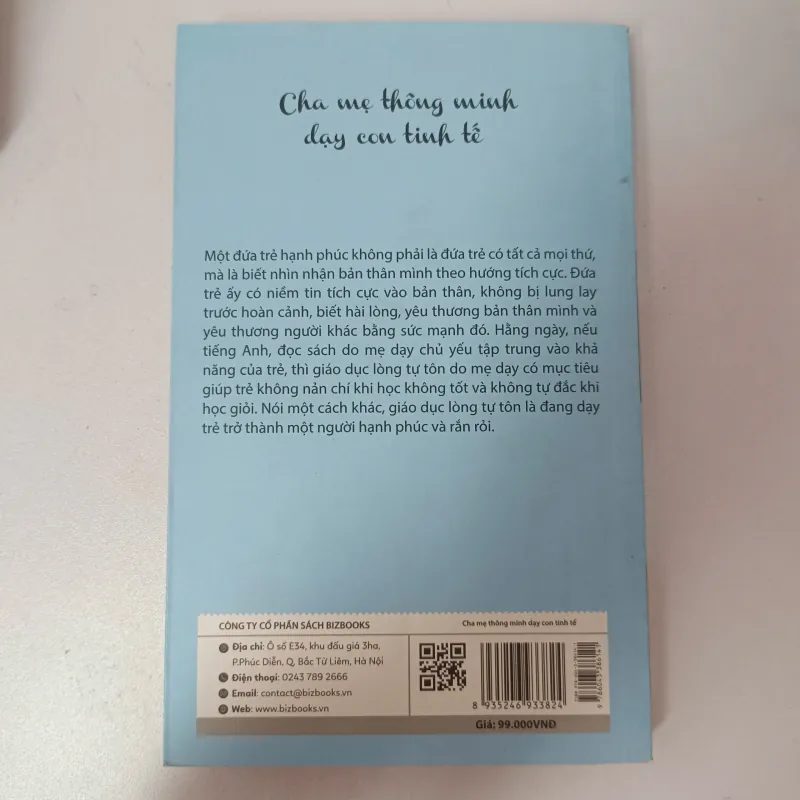 Cha mẹ thông minh
dạy con tinh tế
Một đứa trẻ hạnh phúc không phải là đứa trẻ có tất cả mọi thứ,
mà là biết nhìn nhận bản thân mình theo hướng tích cực. Đứa
trẻ ấy có niềm tin tích cực vào bản thân, không bị lung lay
trước hoàn cảnh, biết hài lòng, yêu thương bản thân mình và
yêu thương người khác bằng sức mạnh đó. Hằng ngày, nếu
tiếng Anh, đọc sách do mẹ dạy chủ yếu tập trung vào khả
năng của trẻ, thì giáo dục lòng tự tôn do mẹ dạy có mục tiêu
giúp trẻ không nản chí khi học không tốt và không tự đắc khi
học giỏi. Nói một cách khác, giáo dục lòng tự tôn là đang dạy
trẻ trở thành một người hạnh phúc và rắn rỏi.
CÔNG TY CỔ PHẦN SÁCH BIZBOOKS
Địa chỉ: Ô số E34, khu đấu giá 3ha,
P.Phúc Diễn, Q, Bắc Từ Liêm, Hà Nội
Điện thoại: 0243 789 2666
Email: contact@bizbooks.vn
Web: www.bizbooks.vn
Cha mẹ thông minh dạy con tinh tế
8 935246 933824
Giá: 99.000VNĐ